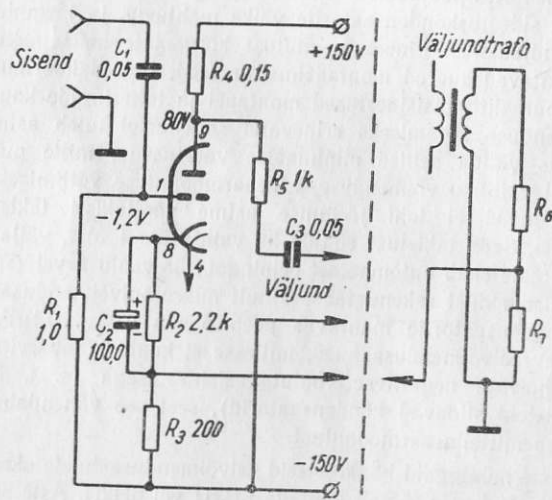 Sisend
C₁
0,05
R₄ 0,15
+150V
Väljundtrafo
80V
9
R₅ 1k
1
-1,2V
8
4
C₃ 0,05
Väljund
R₆
R₁
1,0
C₂
1000
+
R₂ 2,2k
R₇
R₃ 200
-150V